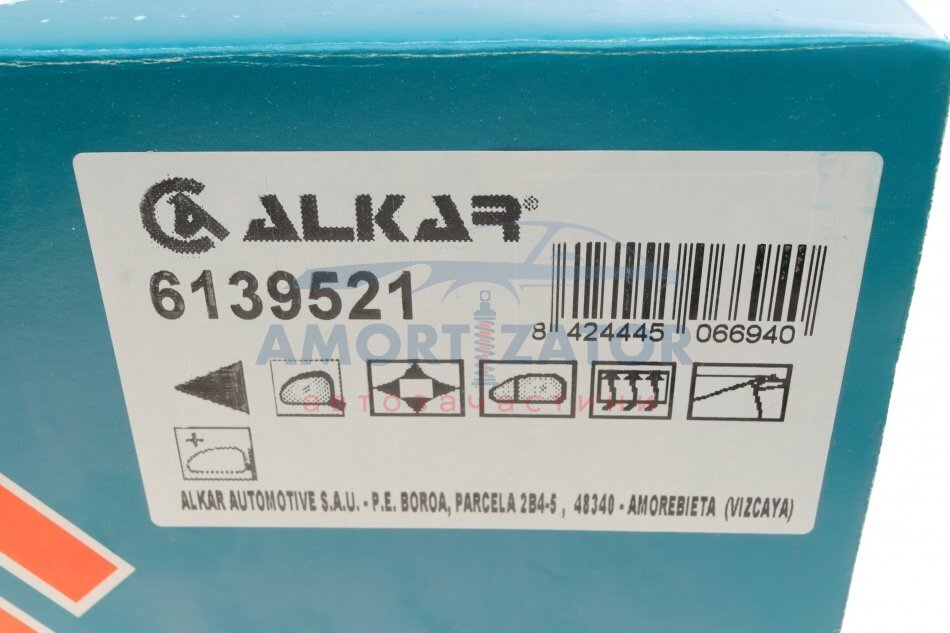 ALKAR®
6139521
8 424445 066940
AMORTIZATOR
автозапчастини
ALKAR AUTOMOTIVE S.A.U. - P.E. BOROA, PARCELA 2B4-5 , 48340 - AMOREBIETA (VIZCAYA)